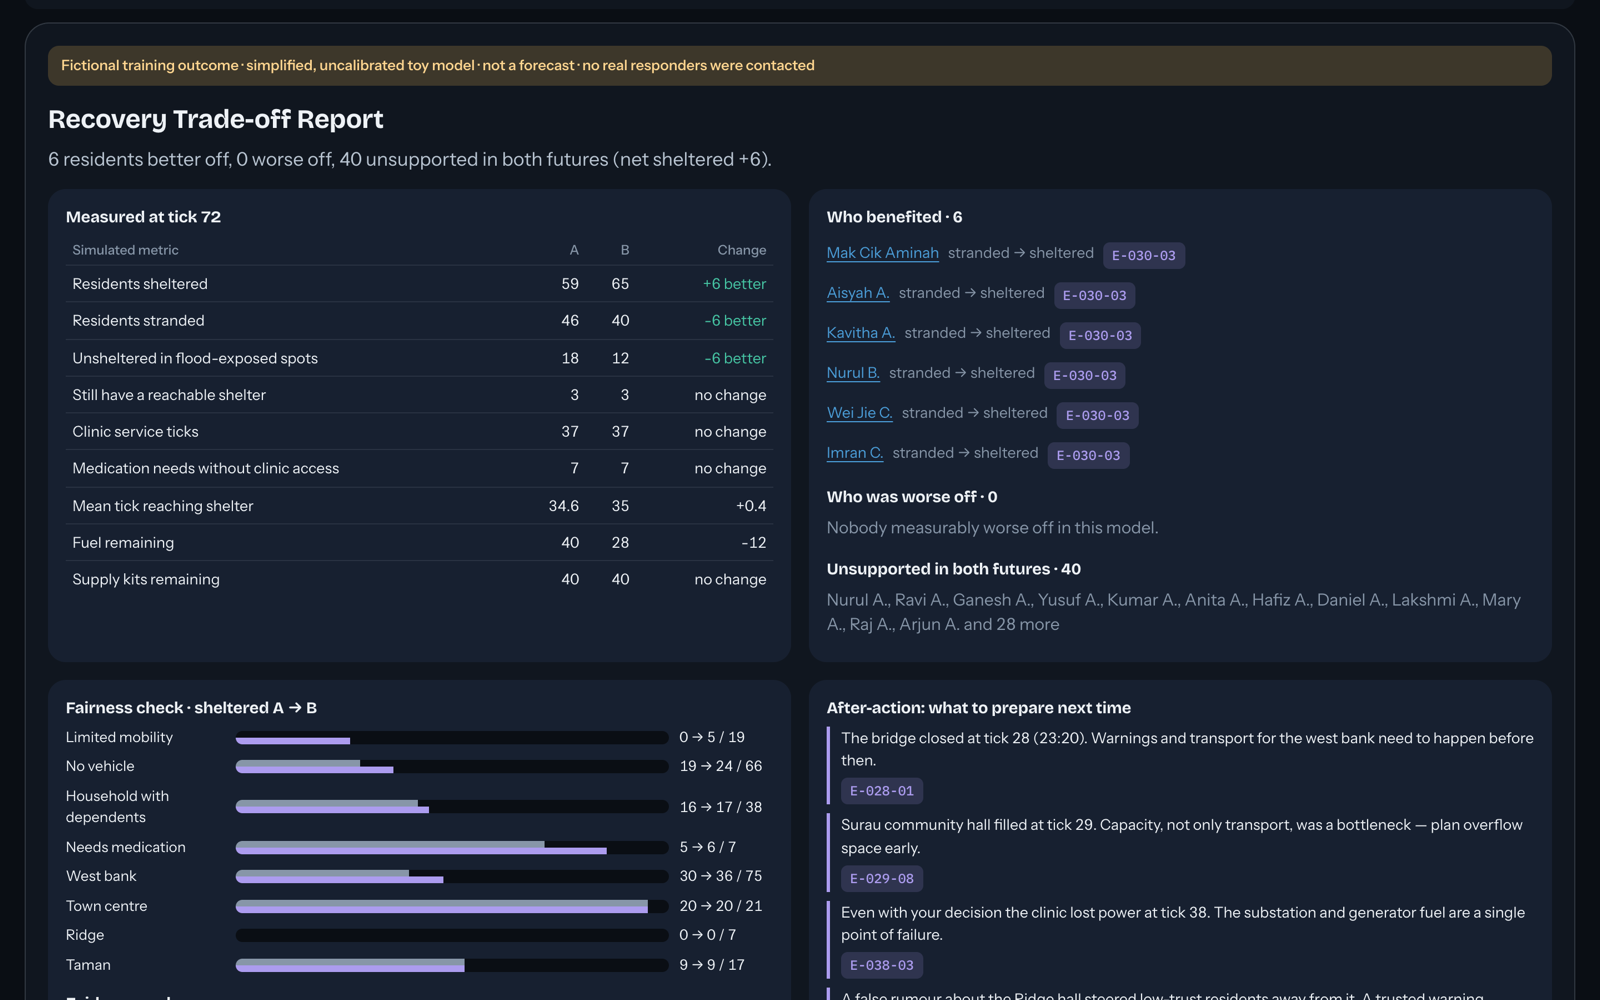 Fictional training outcome · simplified, uncalibrated toy model · not a forecast · no real responders were contacted
Recovery Trade-off Report
6 residents better off, 0 worse off, 40 unsupported in both futures (net sheltered +6).
Measured at tick 72
Simulated metric A B Change
Residents sheltered 59 65 +6 better
Residents stranded 46 40 -6 better
Unsheltered in flood-exposed spots 18 12 -6 better
Still have a reachable shelter 3 3 no change
Clinic service ticks 37 37 no change
Medication needs without clinic access 7 7 no change
Mean tick reaching shelter 34.6 35 +0.4
Fuel remaining 40 28 -12
Supply kits remaining 40 40 no change
Who benefited · 6
Mak Cik Aminah stranded → sheltered E-030-03
Aisyah A. stranded → sheltered E-030-03
Kavitha A. stranded → sheltered E-030-03
Nurul B. stranded → sheltered E-030-03
Wei Jie C. stranded → sheltered E-030-03
Imran C. stranded → sheltered E-030-03
Who was worse off · 0
Nobody measurably worse off in this model.
Unsupported in both futures · 40
Nurul A., Ravi A., Ganesh A., Yusuf A., Kumar A., Anita A., Hafiz A., Daniel A., Lakshmi A., Mary
A., Raj A., Arjun A. and 28 more
Fairness check · sheltered A → B
Limited mobility 0 → 5 / 19
No vehicle 19 → 24 / 66
Household with
dependents 16 → 17 / 38
Needs medication 5 → 6 / 7
West bank 30 → 36 / 75
Town centre 20 → 20 / 21
Ridge 0 → 0 / 7
Taman 9 → 9 / 17
After-action: what to prepare next time
The bridge closed at tick 28 (23:20). Warnings and transport for the west bank need to happen before
then.
E-028-01
Surau community hall filled at tick 29. Capacity, not only transport, was a bottleneck — plan overflow
space early.
E-029-08
Even with your decision the clinic lost power at tick 38. The substation and generator fuel are a single
point of failure.
E-038-03
A false rumour about the Ridge hall steered low-trust residents away from it. A trusted warning